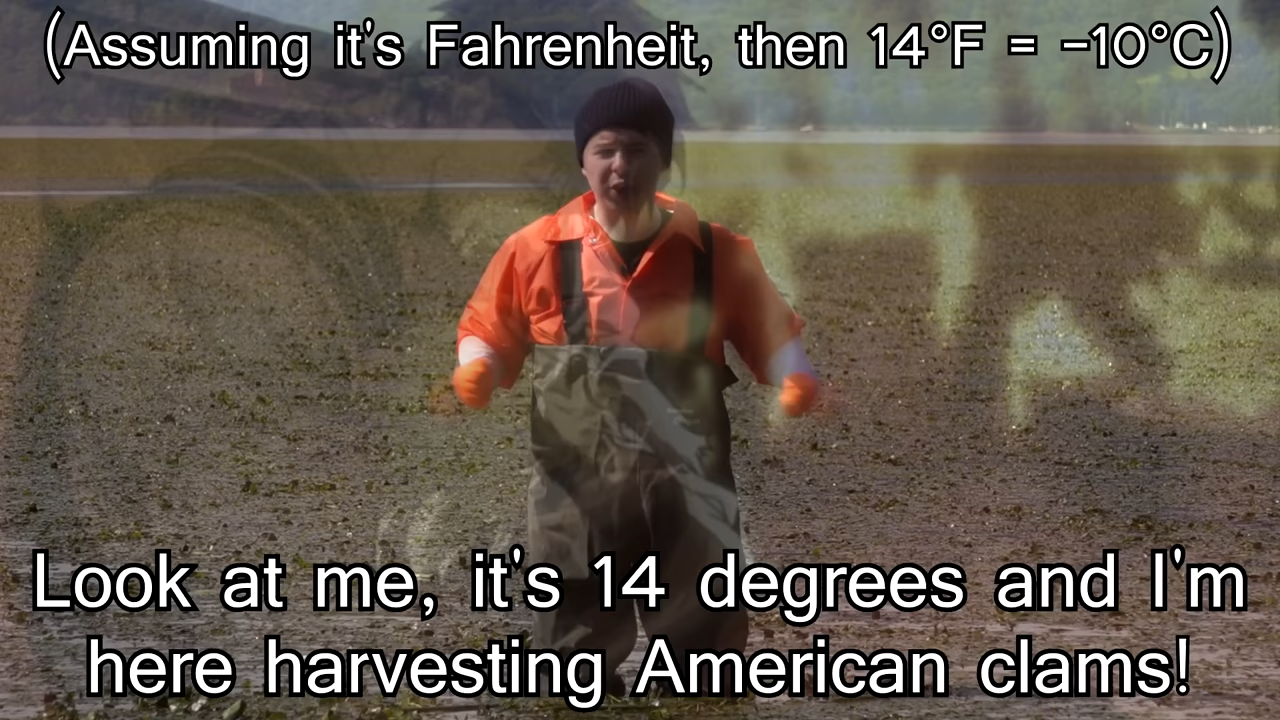 (Assuming it's Fahrenheit, then 14°F = −10°C)
Look at me, it's 14 degrees and I'm
here harvesting American clams!